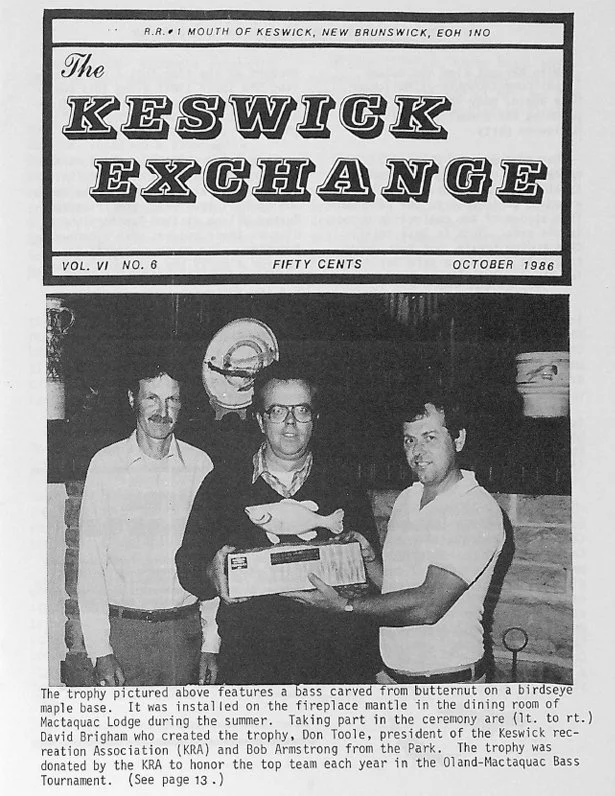 R.R.#1 MOUTH OF KESWICK, NEW BRUNSWICK, EOH 1NO
The
KESWICK
EXCHANGE
VOL. VI NO. 6 FIFTY CENTS OCTOBER 1986
The trophy pictured above features a bass carved from butternut on a birdseye
maple base. It was installed on the fireplace mantle in the dining room of
Mactaquac Lodge during the summer. Taking part in the ceremony are (lt. to rt.)
David Brigham who created the trophy, Don Toole, president of the Keswick rec-
reation Association (KRA) and Bob Armstrong from the Park. The trophy was
donated by the KRA to honor the top team each year in the Oland-Mactaquac Bass
Tournament. (See page 13.)